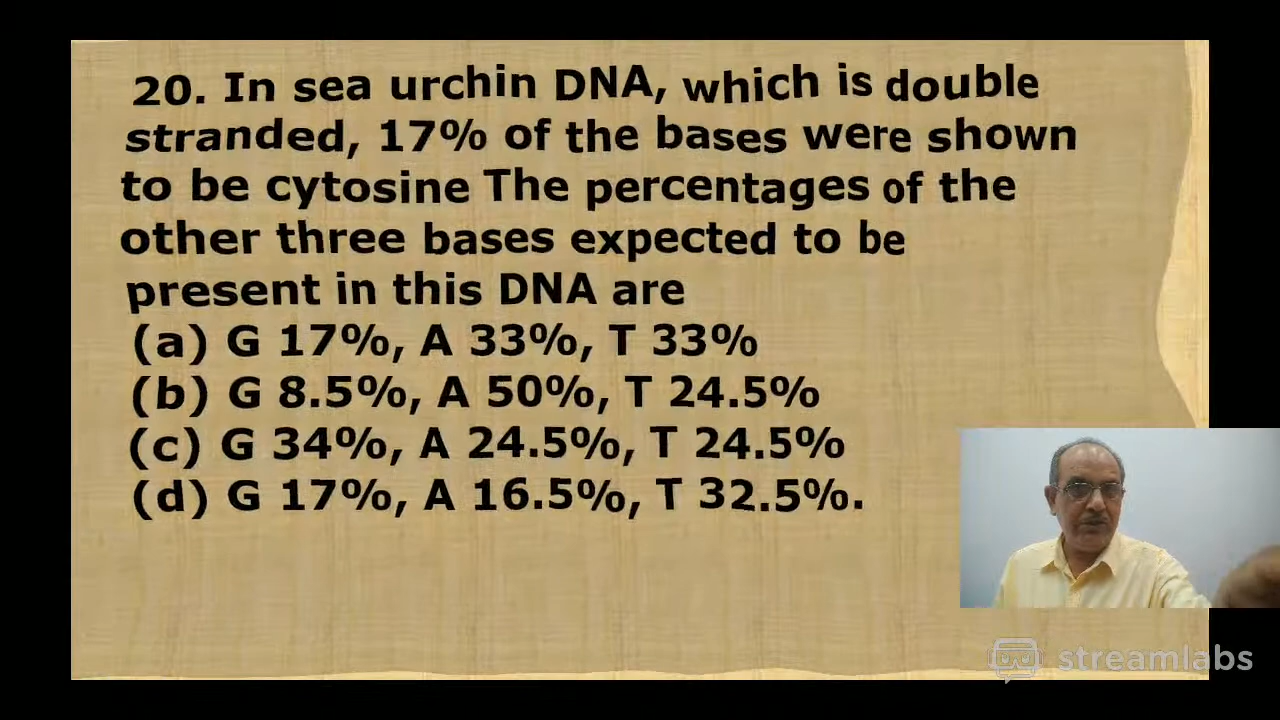 20. In sea urchin DNA, which is double
stranded, 17% of the bases were shown
to be cytosine The percentages of the
other three bases expected to be
present in this DNA are
(a) G 17%, A 33%, T 33%
(b) G 8.5%, A 50%, T 24.5%
(c) G 34%, A 24.5%, T 24.5%
(d) G 17%, A 16.5%, T 32.5%.
streamlabs